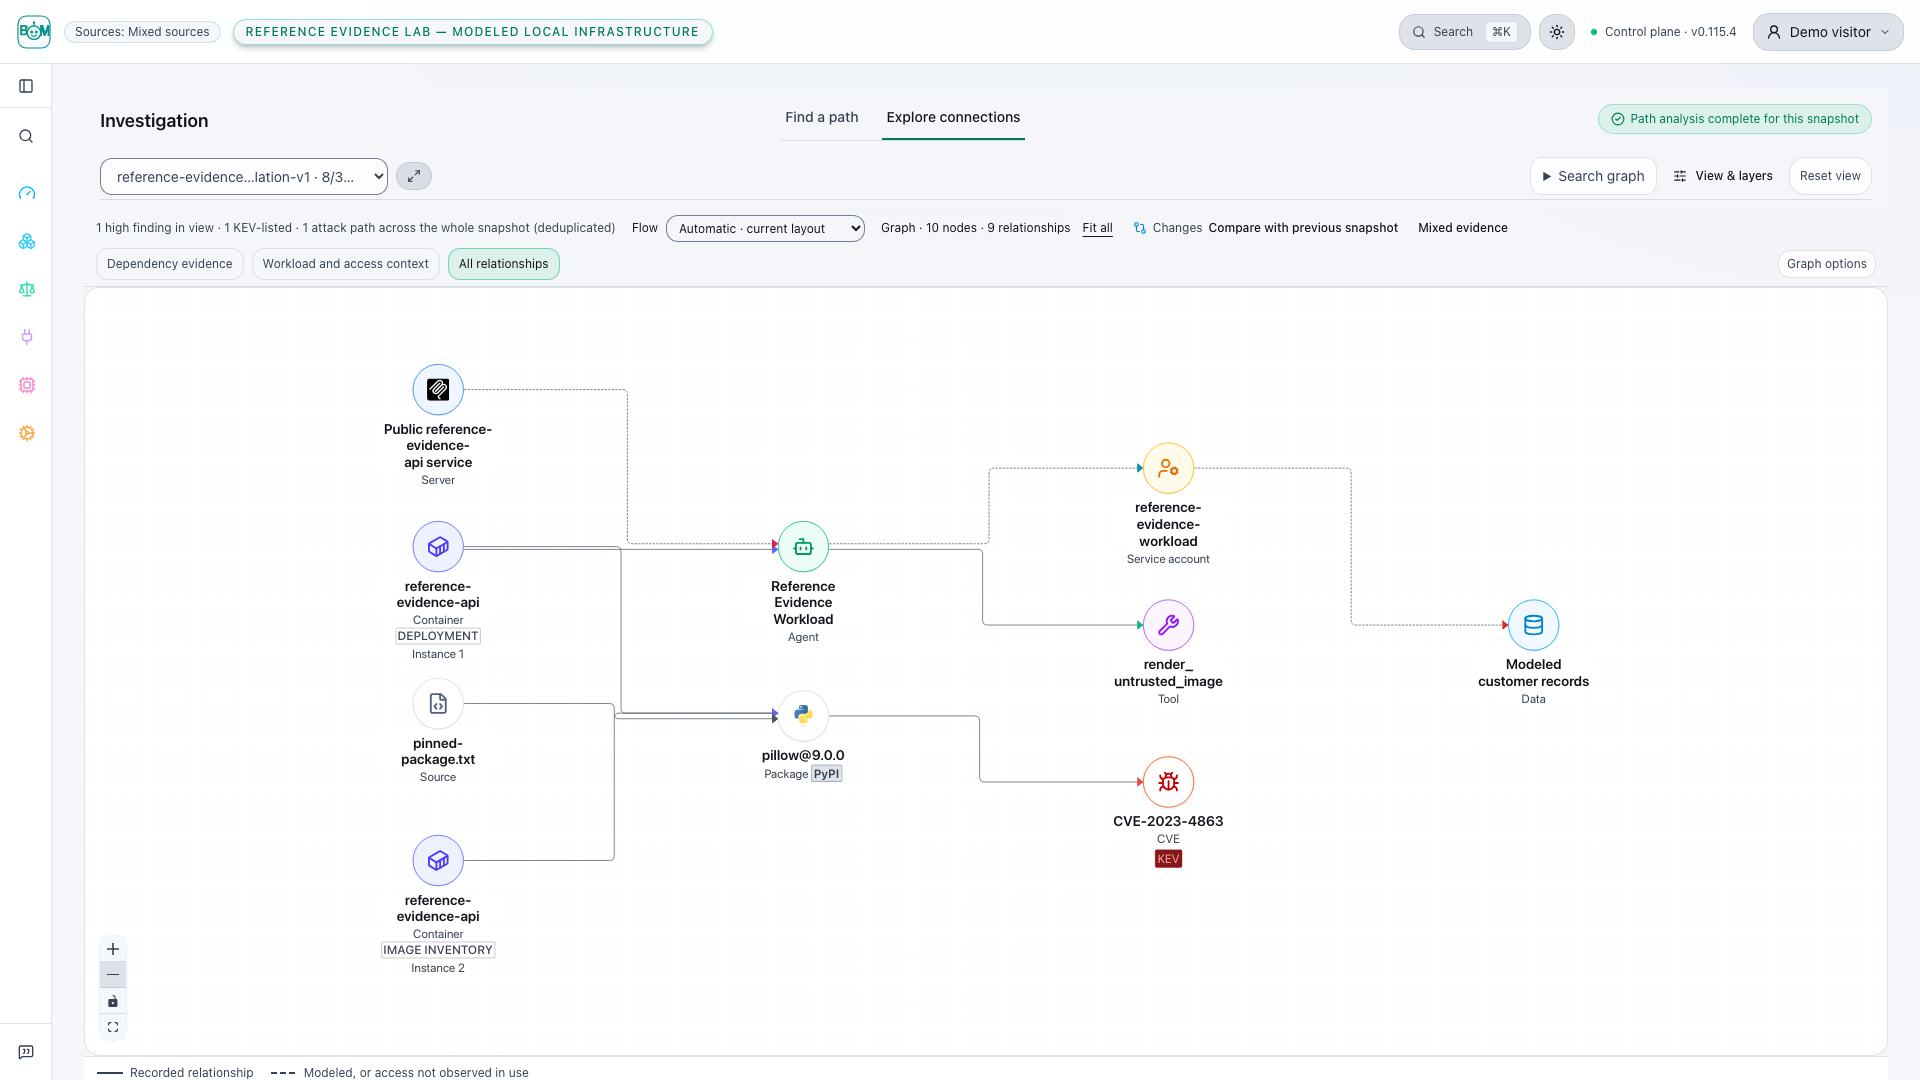 BOM
Sources: Mixed sources
REFERENCE EVIDENCE LAB — MODELED LOCAL INFRASTRUCTURE
Search ⌘K
Control plane · v0.115.4
Demo visitor
Investigation
Find a path
Explore connections
Path analysis complete for this snapshot
reference-evidence...lation-v1 · 8/3...
Search graph
View & layers
Reset view
1 high finding in view · 1 KEV-listed · 1 attack path across the whole snapshot (deduplicated)
Flow
Automatic · current layout
Graph · 10 nodes · 9 relationships
Fit all
Changes
Compare with previous snapshot
Mixed evidence
Dependency evidence
Workload and access context
All relationships
Graph options
Public reference-
evidence-
api service
Server
reference-
evidence-api
Container
DEPLOYMENT
Instance 1
pinned-
package.txt
Source
reference-
evidence-api
Container
IMAGE INVENTORY
Instance 2
Reference
Evidence
Workload
Agent
pillow@9.0.0
Package PyPI
reference-
evidence-
workload
Service account
render_
untrusted_image
Tool
CVE-2023-4863
CVE
KEV
Modeled
customer records
Data
Recorded relationship
Modeled, or access not observed in use